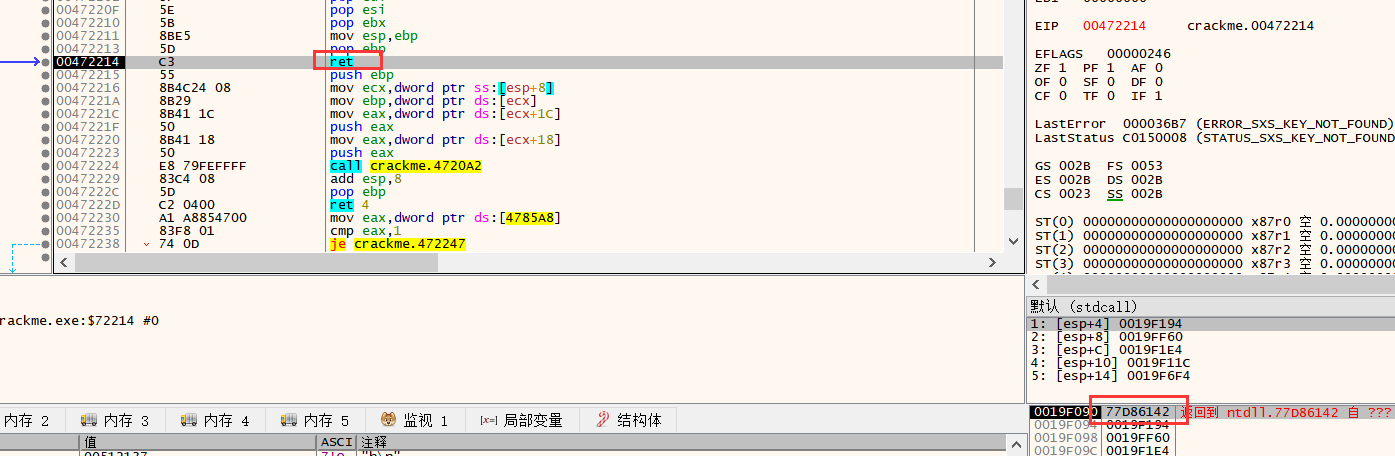 0047220F 5E pop esi
00472210 5B pop ebx
00472211 8BE5 mov esp,ebp
00472213 5D pop ebp
00472214 C3 ret
00472215 55 push ebp
00472216 8B4C24 08 mov ecx,dword ptr ss:[esp+8]
0047221A 8B29 mov ebp,dword ptr ds:[ecx]
0047221C 8B41 1C mov eax,dword ptr ds:[ecx+1C]
0047221F 50 push eax
00472220 8B41 18 mov eax,dword ptr ds:[ecx+18]
00472223 50 push eax
00472224 E8 79FEFFFF call crackme.4720A2
00472229 83C4 08 add esp,8
0047222C 5D pop ebp
0047222D C2 0400 ret 4
00472230 A1 A8854700 mov eax,dword ptr ds:[4785A8]
00472235 83F8 01 cmp eax,1
00472238 74 0D je crackme.472247
rackme.exe:$72214 #0
EIP 00472214 crackme.00472214
EFLAGS 00000246
ZF 1 PF 1 AF 0
OF 0 SF 0 DF 0
CF 0 TF 0 IF 1
LastError 000036B7 (ERROR_SXS_KEY_NOT_FOUND)
LastStatus C0150008 (STATUS_SXS_KEY_NOT_FOUN
GS 002B FS 0053
ES 002B DS 002B
CS 0023 SS 002B
ST(0) 00000000000000000000 x87r0 空 0.00000000
ST(1) 00000000000000000000 x87r1 空 0.00000000
ST(2) 00000000000000000000 x87r2 空 0.00000000
ST(3) 00000000000000000000 x87r3 空 0.00000000
默认 (stdcall)
1: [esp+4] 0019F194
2: [esp+8] 0019FF60
3: [esp+C] 0019F1E4
4: [esp+10] 0019F11C
5: [esp+14] 0019F6F4
内存 2 内存 3 内存 4 内存 5 监视 1 [x=] 局部变量 结构体
值 ASCI 注释
0019F090 77D86142 返回到 ntdll.77D86142 自 ???
0019F094 0019F194
0019F098 0019FF60
0019F09C 0019F1E4